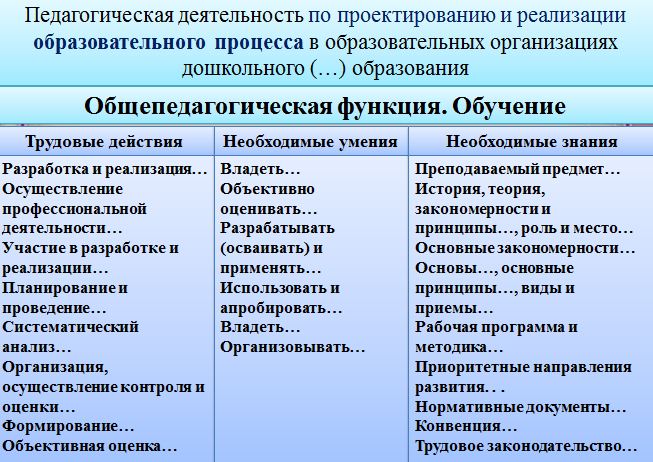 Педагогическая деятельность по проектированию и реализации
образовательного процесса в образовательных организациях
дошкольного (…) образования
Общепедагогическая функция. Обучение
Трудовые действия
Разработка и реализация…
Осуществление
профессиональной
деятельности…
Участие в разработке и
реализации…
Планирование и
проведение…
Систематический
анализ…
Организация,
осуществление контроля и
оценки…
Формирование…
Объективная оценка…
Необходимые умения
Владеть…
Объективно
оценивать…
Разрабатывать
(осваивать) и
применять…
Использовать и
апробировать…
Владеть…
Организовывать…
Необходимые знания
Преподаваемый предмет…
История, теория,
закономерности и
принципы…, роль и место…
Основные закономерности…
Основы…, основные
принципы…, виды и
приемы…
Рабочая программа и
методика…
Приоритетные направления
развития. . .
Нормативные документы…
Конвенция…
Трудовое законодательство…